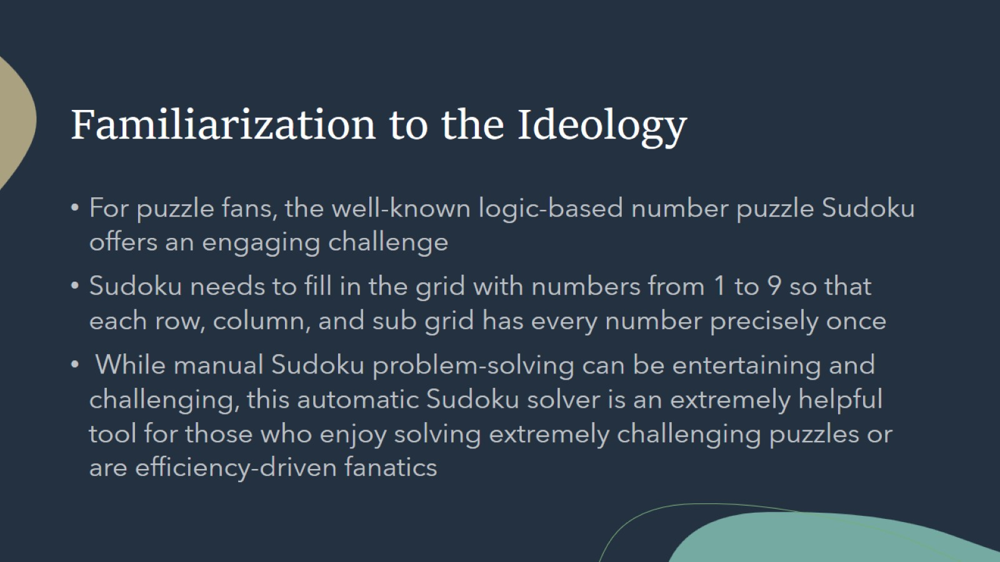 Familiarization to the Ideology
• For puzzle fans, the well-known logic-based number puzzle Sudoku
offers an engaging challenge
• Sudoku needs to fill in the grid with numbers from 1 to 9 so that
each row, column, and sub grid has every number precisely once
• While manual Sudoku problem-solving can be entertaining and
challenging, this automatic Sudoku solver is an extremely helpful
tool for those who enjoy solving extremely challenging puzzles or
are efficiency-driven fanatics